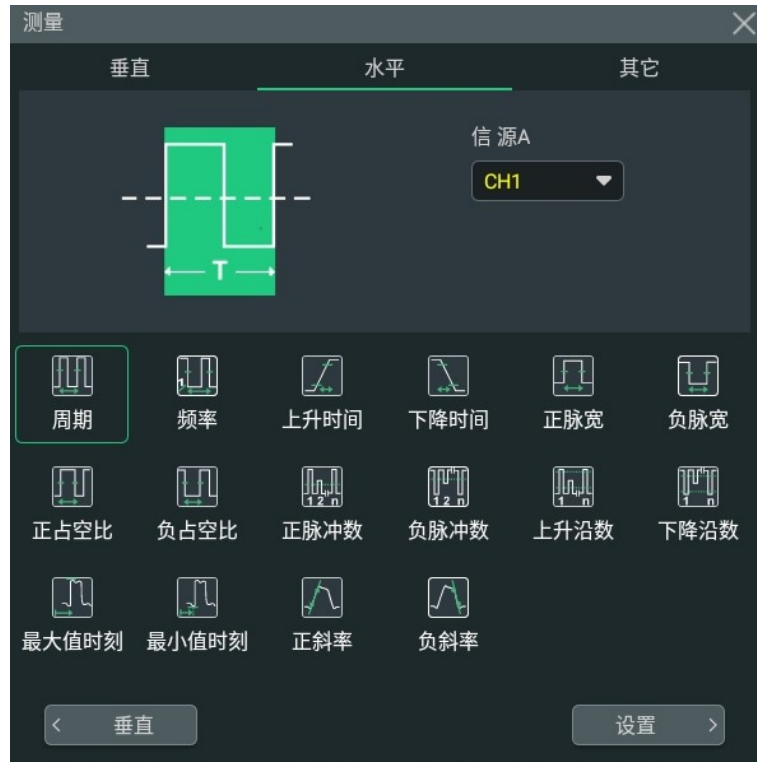 测量
垂直 水平 其它
信 源A
CH1
T
周期 频率 上升时间 下降时间 正脉宽 负脉宽
正占空比 负占空比 正脉冲数 负脉冲数 上升沿数 下降沿数
最大值时刻 最小值时刻 正斜率 负斜率
< 垂直 设置 >